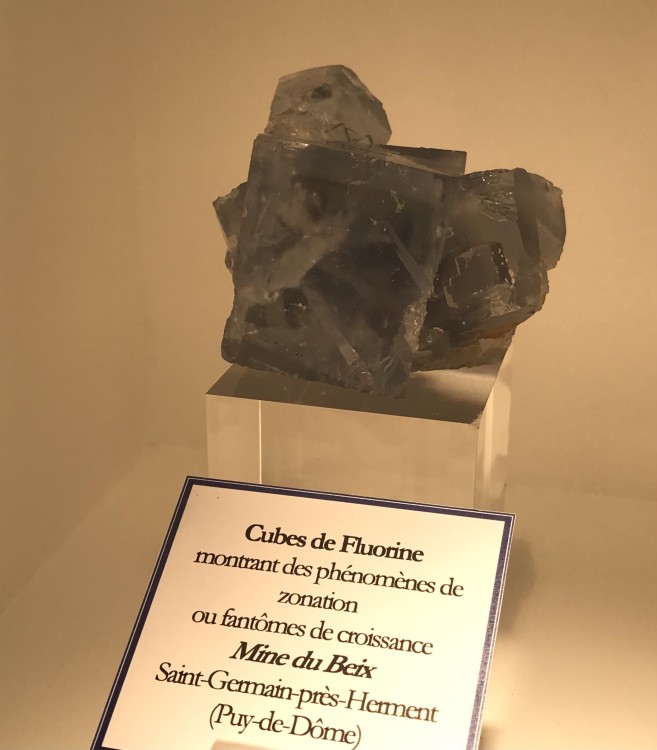 Cubes de Fluorine
montrant des phénomènes de
zonation
ou fantômes de croissance
Mine du Beix
Saint-Germain-près-Herment
(Puy-de-Dôme)